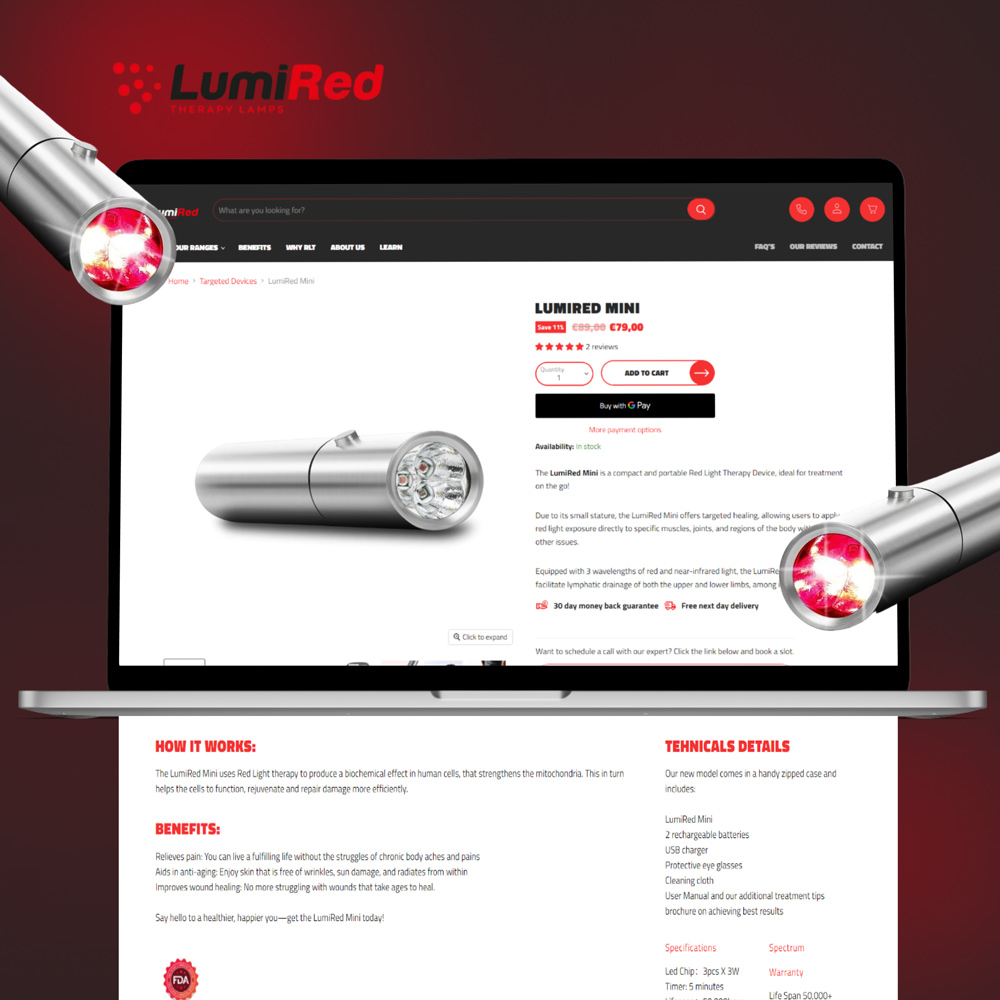 LumiRed
THERAPY LAMPS
What are you looking for?
OUR RANGES
BENEFITS
WHY RLT
ABOUT US
LEARN
FAQ'S
OUR REVIEWS
CONTACT
Home > Targeted Devices > LumiRed Mini
LUMIRED MINI
Save 11% €89,00 €79,00
2 reviews
Quantity
1
ADD TO CART
Buy with G Pay
More payment options
Availability: in stock
The LumiRed Mini is a compact and portable Red Light Therapy Device, ideal for treatment
on the go!
Due to its small stature, the LumiRed Mini offers targeted healing, allowing users to apply
red light exposure directly to specific muscles, joints, and regions of the body
other issues.
Equipped with 3 wavelengths of red and near-infrared light, the
facilitate lymphatic drainage of both the upper and lower limbs, among
30 day money back guarantee
Free next day delivery
Click to expand
Want to schedule a call with our expert? Click the link below and book a slot.
HOW IT WORKS:
The LumiRed Mini uses Red Light therapy to produce a biochemical effect in human cells, that strengthens the mitochondria. This in turn
helps the cells to function, rejuvenate and repair damage more efficiently.
BENEFITS:
Relieves pain: You can live a fulfilling life without the struggles of chronic body aches and pains
Aids in anti-aging: Enjoy skin that is free of wrinkles, sun damage, and radiates from within
Improves wound healing: No more struggling with wounds that take ages to heal.
Say hello to a healthier, happier you—get the LumiRed Mini today!
FDA
TEHNICALS DETAILS
Our new model comes in a handy zipped case and
includes:
LumiRed Mini
2 rechargeable batteries
USB charger
Protective eye glasses
Cleaning cloth
User Manual and our additional treatment tips
brochure on achieving best results
Specifications
Led Chip: 3pcs X 3W
Timer: 5 minutes
Spectrum
Warranty
Life Span 50,000+